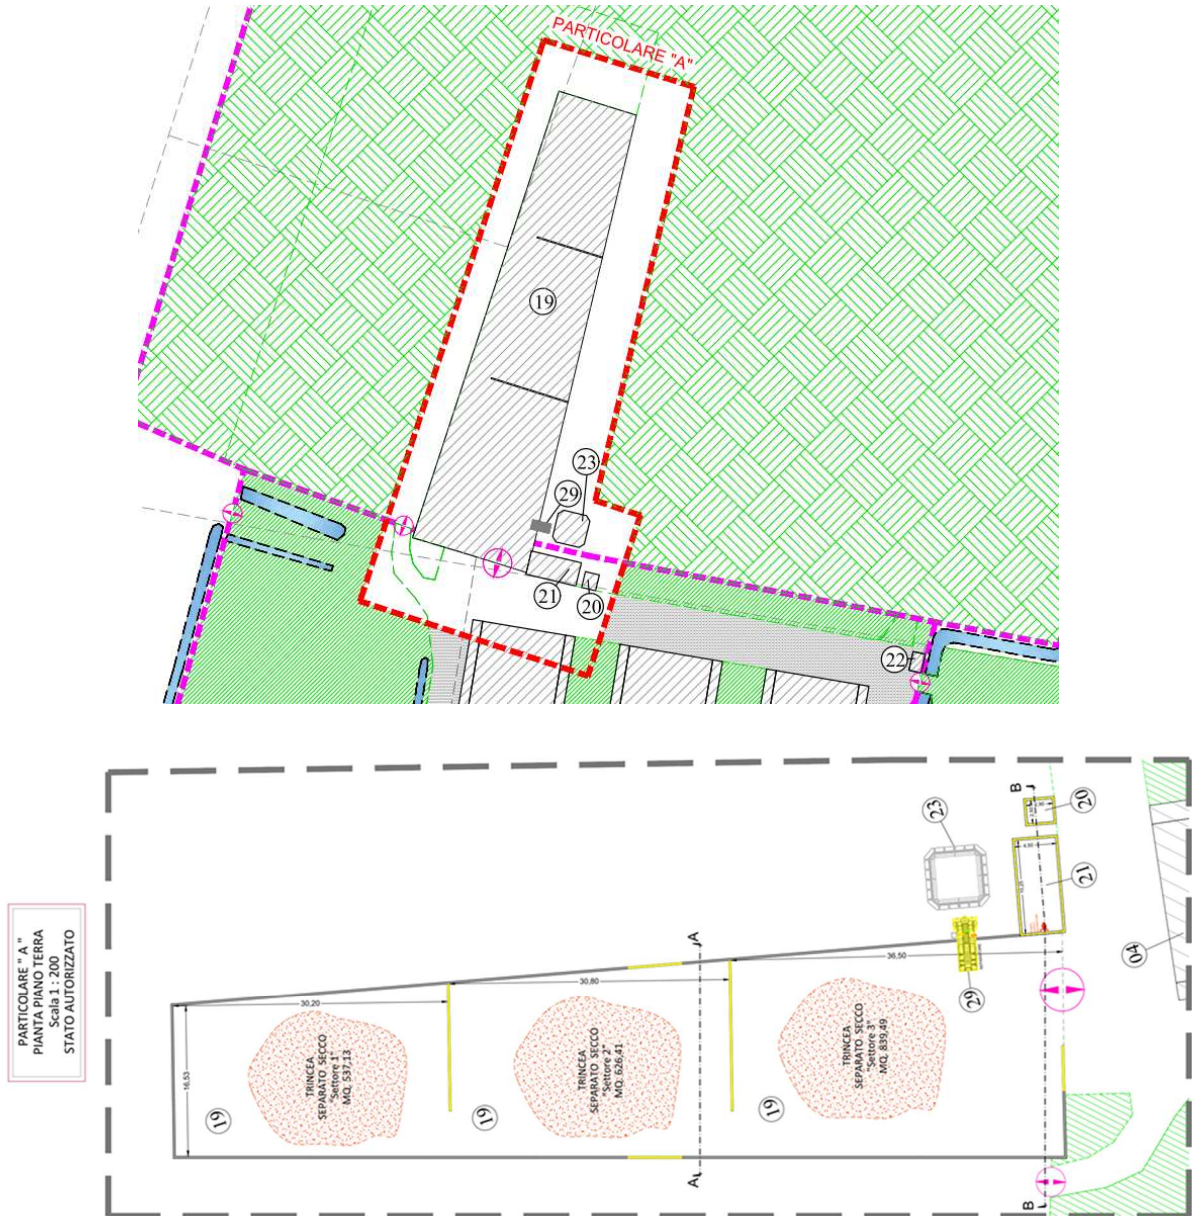 PARTICOLARE "A"
19
23
29
21
20
22
PARTICOLARE " A "
PIANTA PIANO TERRA
Scala 1 : 200
STATO AUTORIZZATO
16,53
30,20
30,80
36,50
TRINCEA
SEPARATO SECCO
"Settore 1"
MQ. 537,13
19
TRINCEA
SEPARATO SECCO
"Settore 2"
MQ. 626,41
19
TRINCEA
SEPARATO SECCO
"Settore 3"
MQ. 839,49
19
A
A
B
B
23
20
21
4,50
29
04